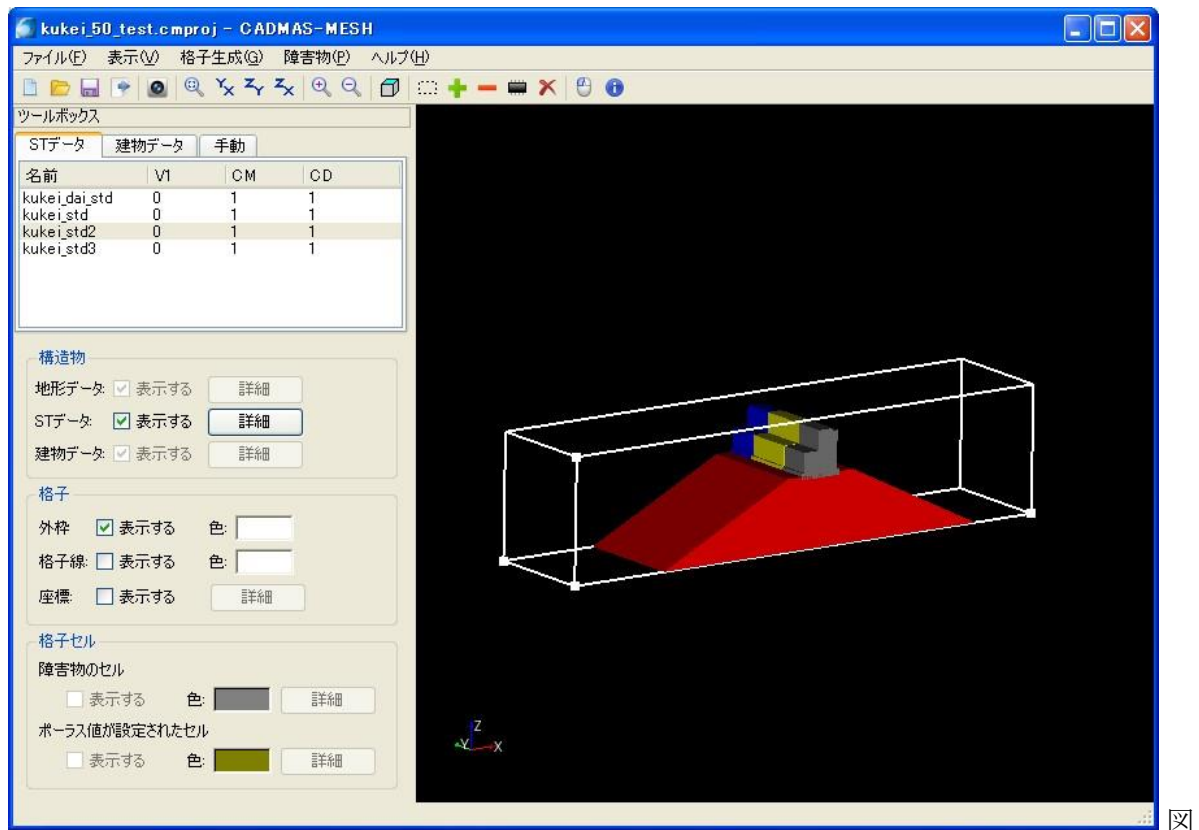 kukei_50_test.cmproj - CADMAS-MESH
ファイル(F) 表示(V) 格子生成(G) 障害物(P) ヘルプ(H)
ツールボックス
STデータ 建物データ 手動
名前 V1 CM CD
kukei_dai_std 0 1 1
kukei_std 0 1 1
kukei_std2 0 1 1
kukei_std3 0 1 1
構造物
地形データ: 表示する 詳細
STデータ: 表示する 詳細
建物データ: 表示する 詳細
格子
外枠 表示する 色:
格子線: 表示する 色:
座標: 表示する 詳細
格子セル
障害物のセル
表示する 色: 詳細
ポーラス値が設定されたセル
表示する 色: 詳細
Z
Y X
図